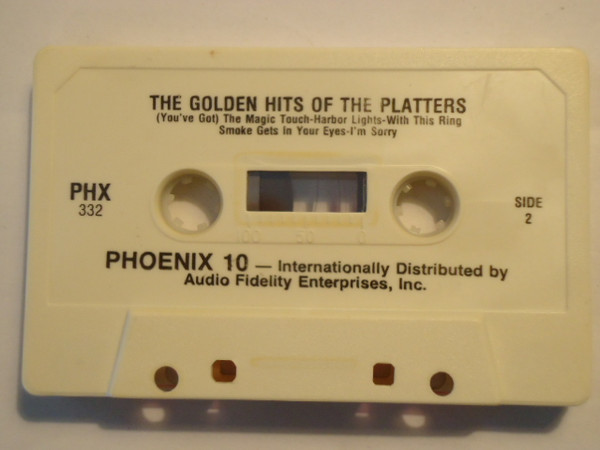 THE GOLDEN HITS OF THE PLATTERS
(You've Got) The Magic Touch-Harbor Lights-With This Ring
Smoke Gets In Your Eyes-I'm Sorry
PHX
332
SIDE
2
100 50 0
PHOENIX 10 — Internationally Distributed by
Audio Fidelity Enterprises, Inc.